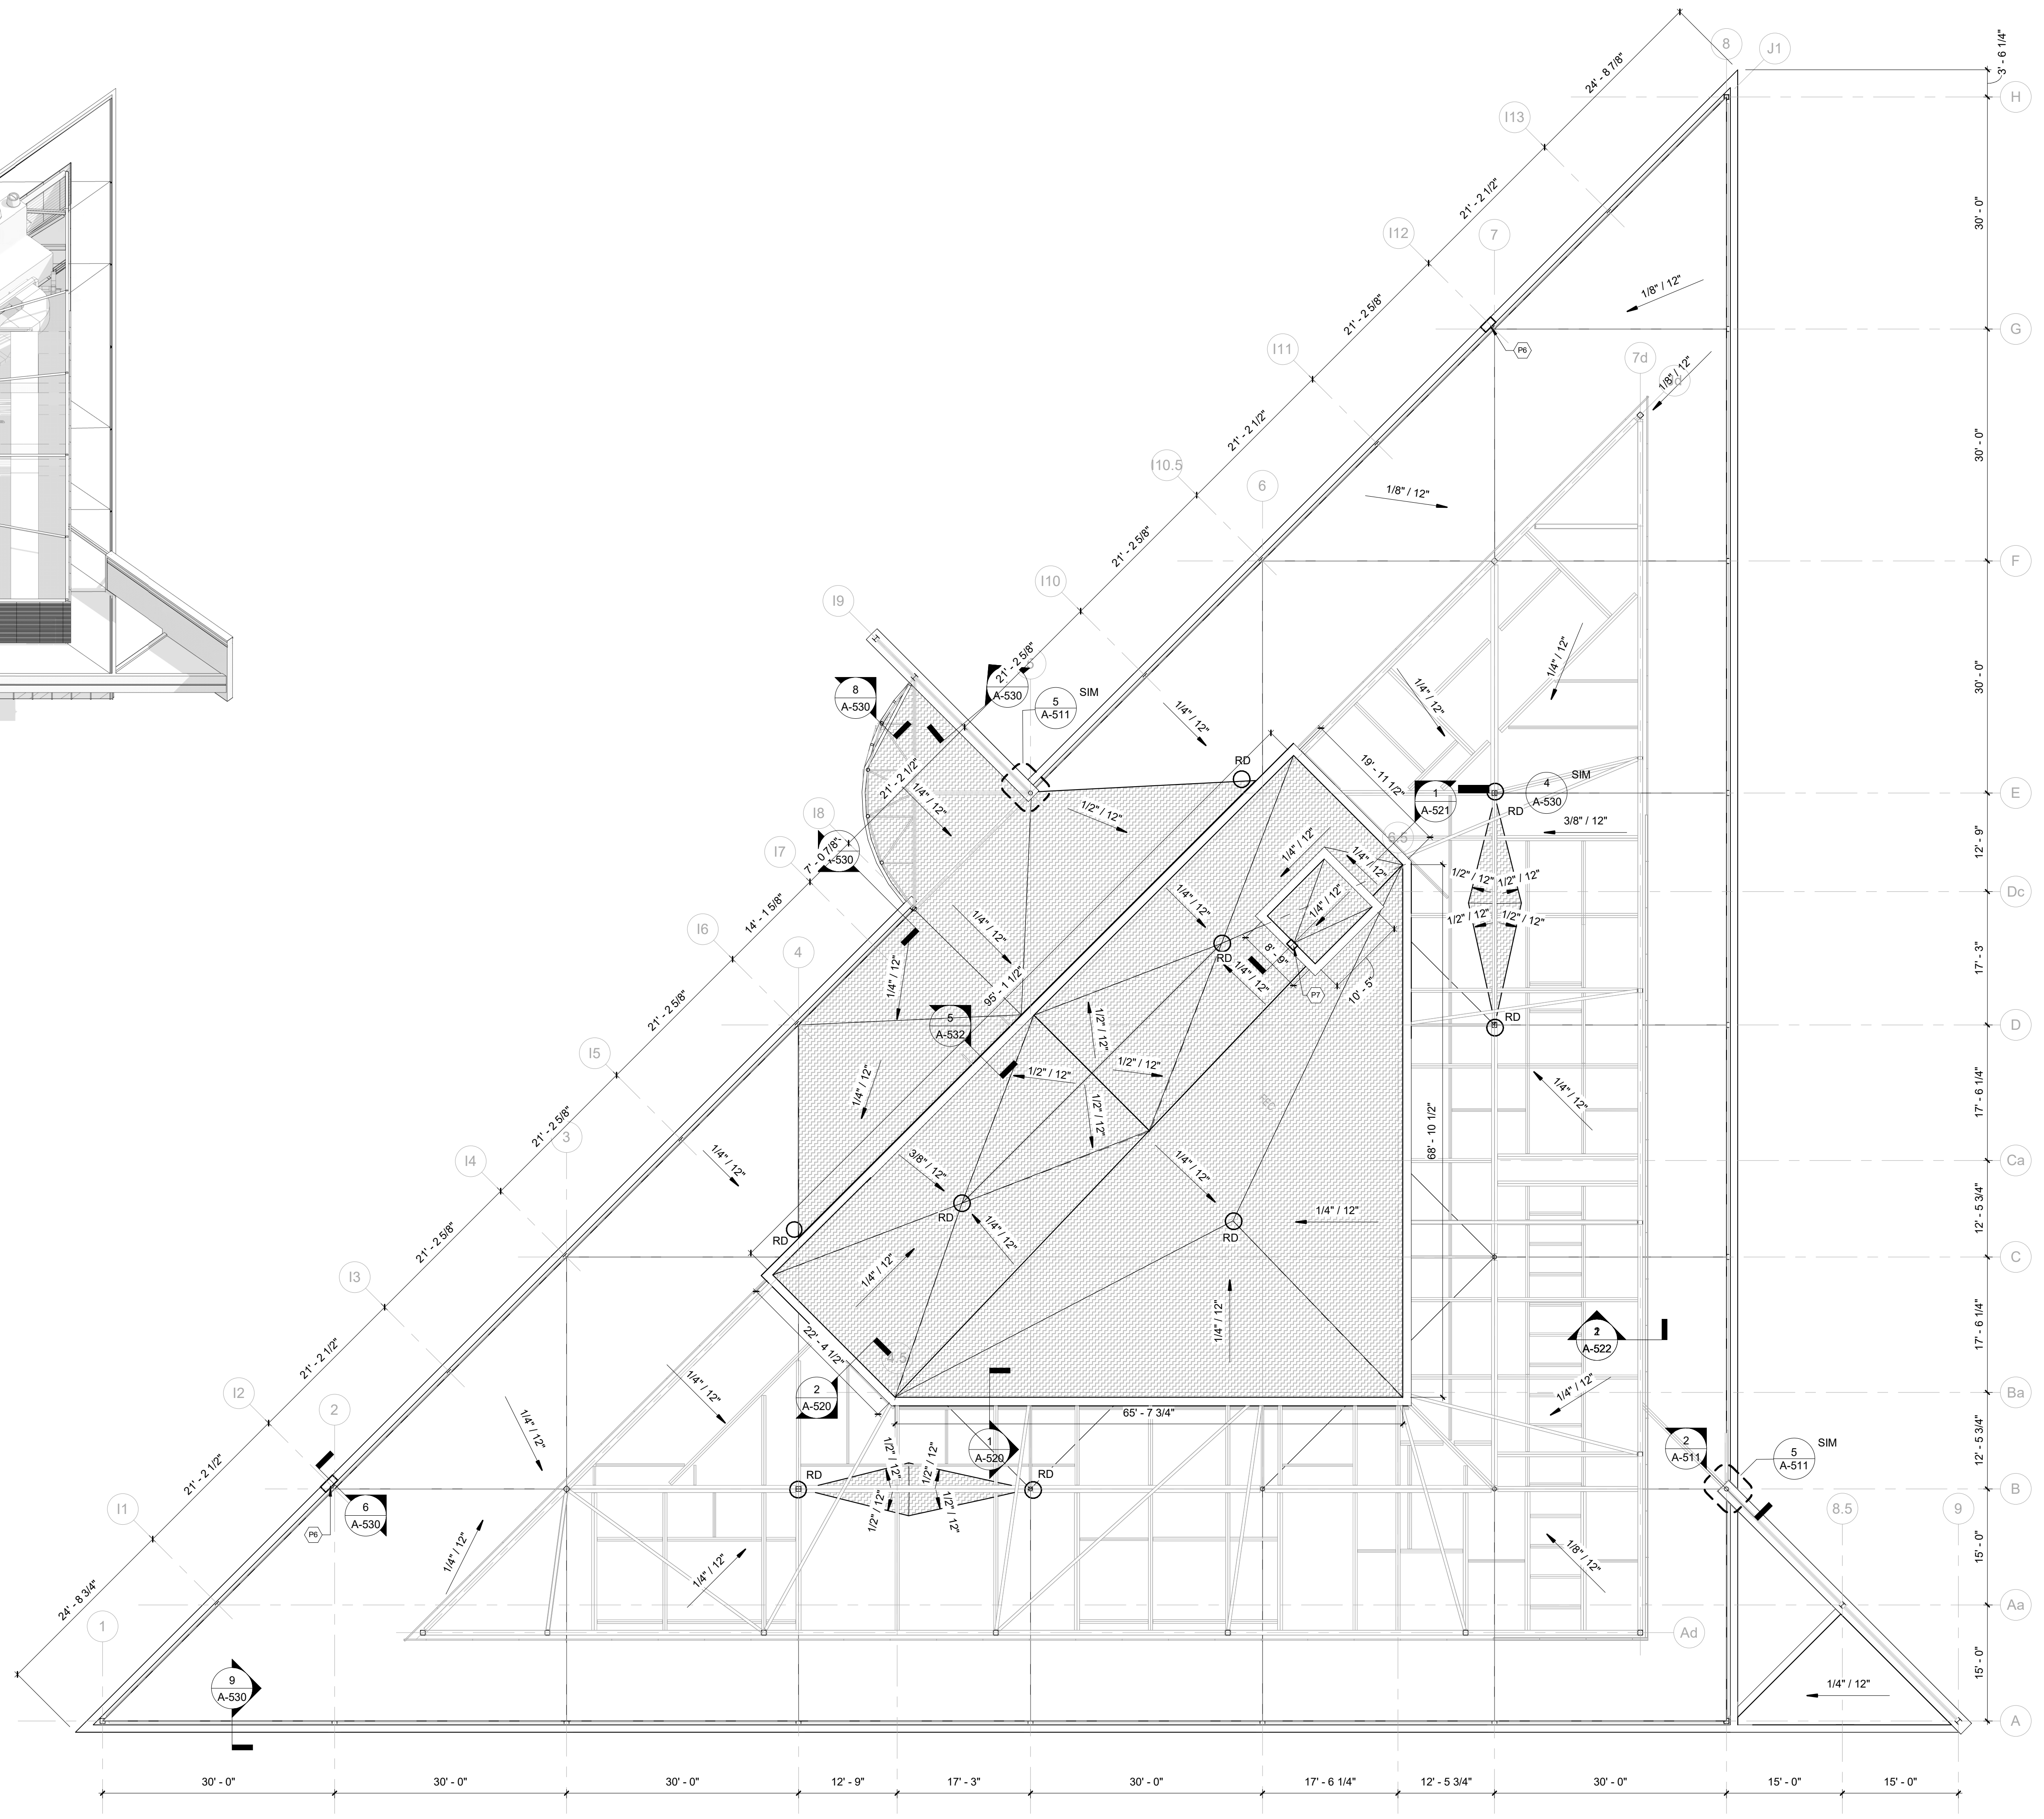 8
J1
3' - 6 1/4"
24' - 8 7/8"
H
I13
21' - 2 1/2"
30' - 0"
I12
7
1/8" / 12"
21' - 2 5/8"
G
P6
I11
7d
1/8" / 12"
21' - 2 1/2"
30' - 0"
I10.5
6
1/8" / 12"
21' - 2 5/8"
F
I10
I9
1/4" / 12"
1/4" / 12"
30' - 0"
21' - 2 5/8"
8
A-530
A-530
5
A-511
SIM
1/4" / 12"
RD
19' - 11 1/2"
1
A-521
4
A-530
SIM
E
21' - 2 1/2"
1/4" / 12"
1/2" / 12"
RD
I8
3/8" / 12"
6.5
12' - 9"
I7
7' - 0 7/8"
A-530
1/4" / 12"
1/4" / 12"
1/2" / 12"
1/2" / 12"
Dc
14' - 1 5/8"
1/4" / 12"
1/4" / 12"
1/2" / 12"
1/2" / 12"
I6
4
1/4" / 12"
1/4" / 12"
95' - 1 1/2"
RD
8' - 9"
1/4" / 12"
10' - 5"
P7
17' - 3"
21' - 2 5/8"
5
A-532
1/2" / 12"
RD
D
I5
1/2" / 12"
1/2" / 12"
1/4" / 12"
1/2" / 12"
1/4" / 12"
17' - 6 1/4"
21' - 2 5/8"
3
68' - 10 1/2"
I4
1/4" / 12"
3/8" / 12"
1/4" / 12"
Ca
21' - 2 5/8"
RD
1/4" / 12"
RD
1/4" / 12"
RD
12' - 5 3/4"
I3
1/4" / 12"
C
21' - 2 1/2"
1/4" / 12"
22' - 4 1/2"
4.5
2
A-522
17' - 6 1/4"
I2
2
1/4" / 12"
2
A-520
1/4" / 12"
Ba
21' - 2 1/2"
1/4" / 12"
65' - 7 3/4"
1
A-520
2
A-511
5
A-511
SIM
12' - 5 3/4"
RD
1/2" / 12"
1/2" / 12"
RD
B
I1
P6
6
A-530
1/2" / 12"
1/2" / 12"
8.5
9
1/4" / 12"
1/4" / 12"
1/8" / 12"
15' - 0"
24' - 8 3/4"
1
Aa
Ad
9
A-530
15' - 0"
1/4" / 12"
A
30' - 0"
30' - 0"
30' - 0"
12' - 9"
17' - 3"
30' - 0"
17' - 6 1/4"
12' - 5 3/4"
30' - 0"
15' - 0"
15' - 0"